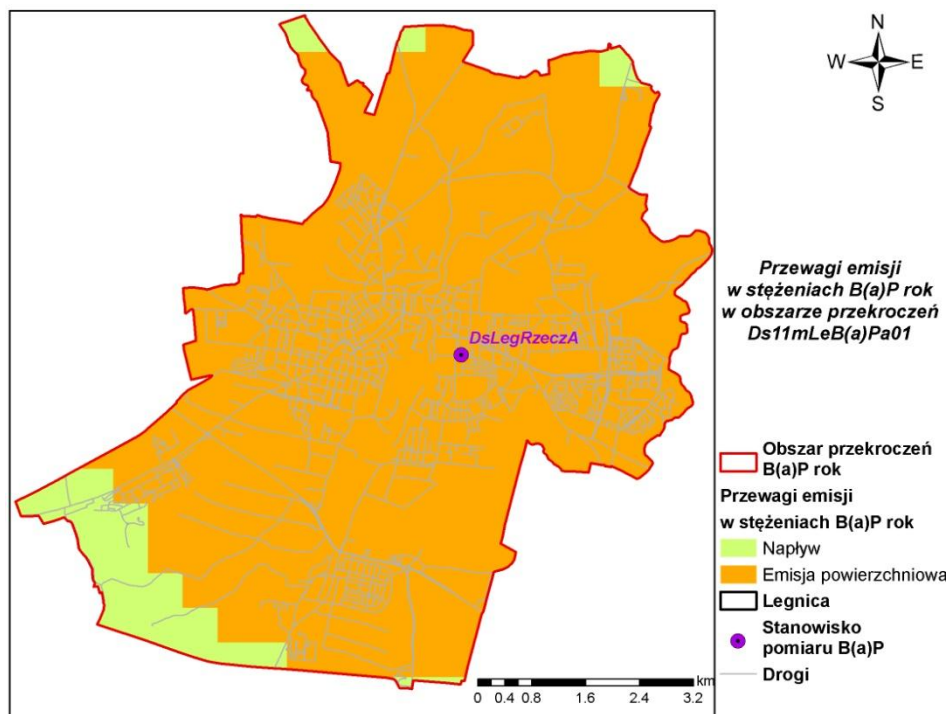 N
W E
S
Przewagi emisji
w stężeniach B(a)P rok
w obszarze przekroczeń
Ds11mLeB(a)Pa01
DsLegRzeczA
Obszar przekroczeń
B(a)P rok
Przewagi emisji
w stężeniach B(a)P rok
Napływ
Emisja powierzchniowa
Legnica
Stanowisko
pomiaru B(a)P
Drogi
km
0 0.4 0.8 1.6 2.4 3.2